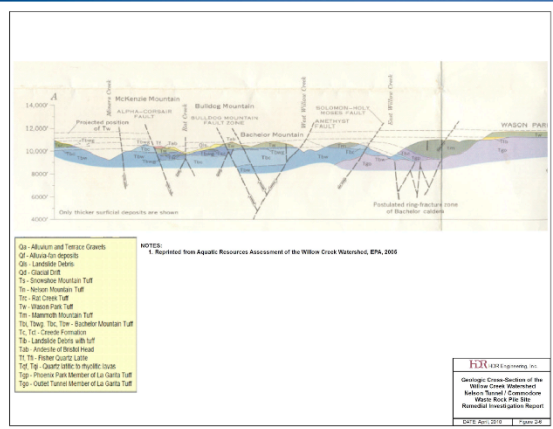 A
Miners Creek
McKenzie Mountain
ALPHA-CORSAIR
FAULT
Rat Creek
Bulldog Mountain
BULLDOG MOUNTAIN
FAULT ZONE
Bachelor Mountain
West Willow Creek
SOLOMON-HOLY
MOSES FAULT
AMETHYST
FAULT
East Willow Creek
WASON PARK
14,000'
12,000'
10,000'
8000'
6000'
4000'
Projected position
of Tw
Only thicker surficial deposits are shown
Postulated ring-fracture zone
of Bachelor caldera
Qa - Alluvium and Terrace Gravels
Qf - Alluvia-fan deposits
Qls - Landslide Debris
Qd - Glacial Drift
Ts - Snowshoe Mountain Tuff
Tn - Nelson Mountain Tuff
Trc - Rat Creek Tuff
Tw - Wason Park Tuff
Tm - Mammoth Mountain Tuff
Tbi, Tbwg, Tbc, Tbw - Bachelor Mountain Tuff
Tc, Tct - Creede Formation
Tlb - Landslide Debris with tuff
Tab - Andesite of Bristol Head
Tf, Tfi - Fisher Quartz Latite
Tqf, Tql - Quartz latitic to rhyolitic lavas
Tgp - Phoenix Park Member of La Garita Tuff
Tgo - Outlet Tunnel Member of La Garita Tuff
NOTES:
1. Reprinted from Aquatic Resources Assessment of the Willow Creek Watershed, EPA, 2005
HDR HDR Engineering, Inc.
Geologic Cross-Section of the
Willow Creek Watershed
Nelson Tunnel / Commodore
Waste Rock Pile Site
Remedial Investigation Report
DATE: April, 2010 Figure 2-6